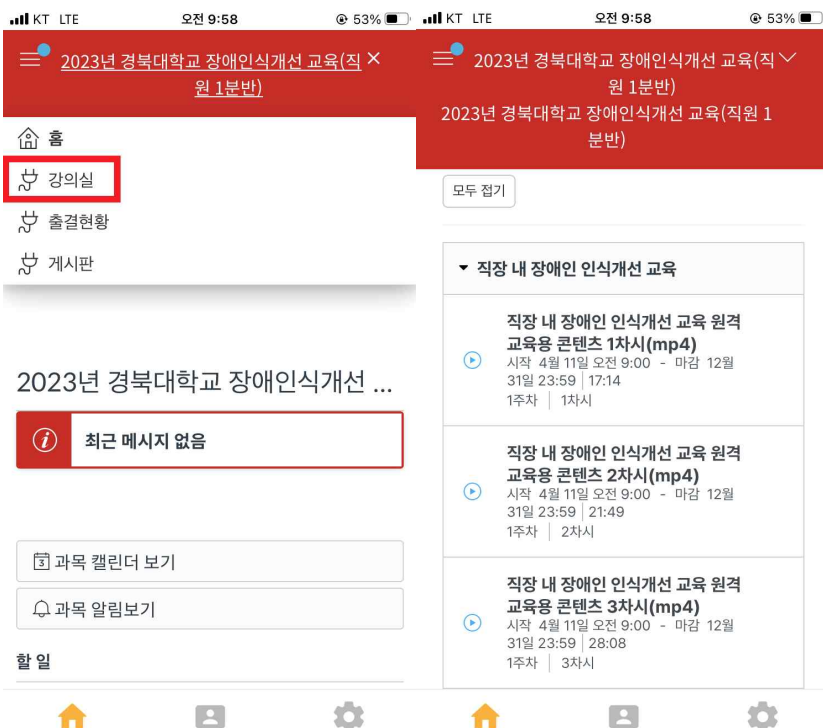 KT LTE 오전 9:58 53%
2023년 경북대학교 장애인식개선 교육(직
원 1분반)
홈
강의실
출결현황
게시판
2023년 경북대학교 장애인식개선 ...
최근 메시지 없음
과목 캘린더 보기
과목 알림보기
할 일
KT LTE 오전 9:58 53%
2023년 경북대학교 장애인식개선 교육(직
원 1분반)
2023년 경북대학교 장애인식개선 교육(직원 1
분반)
모두 접기
직장 내 장애인 인식개선 교육
직장 내 장애인 인식개선 교육 원격
교육용 콘텐츠 1차시(mp4)
시작 4월 11일 오전 9:00 - 마감 12월
31일 23:59 | 17:14
1주차 | 1차시
직장 내 장애인 인식개선 교육 원격
교육용 콘텐츠 2차시(mp4)
시작 4월 11일 오전 9:00 - 마감 12월
31일 23:59 | 21:49
1주차 | 2차시
직장 내 장애인 인식개선 교육 원격
교육용 콘텐츠 3차시(mp4)
시작 4월 11일 오전 9:00 - 마감 12월
31일 23:59 | 28:08
1주차 | 3차시